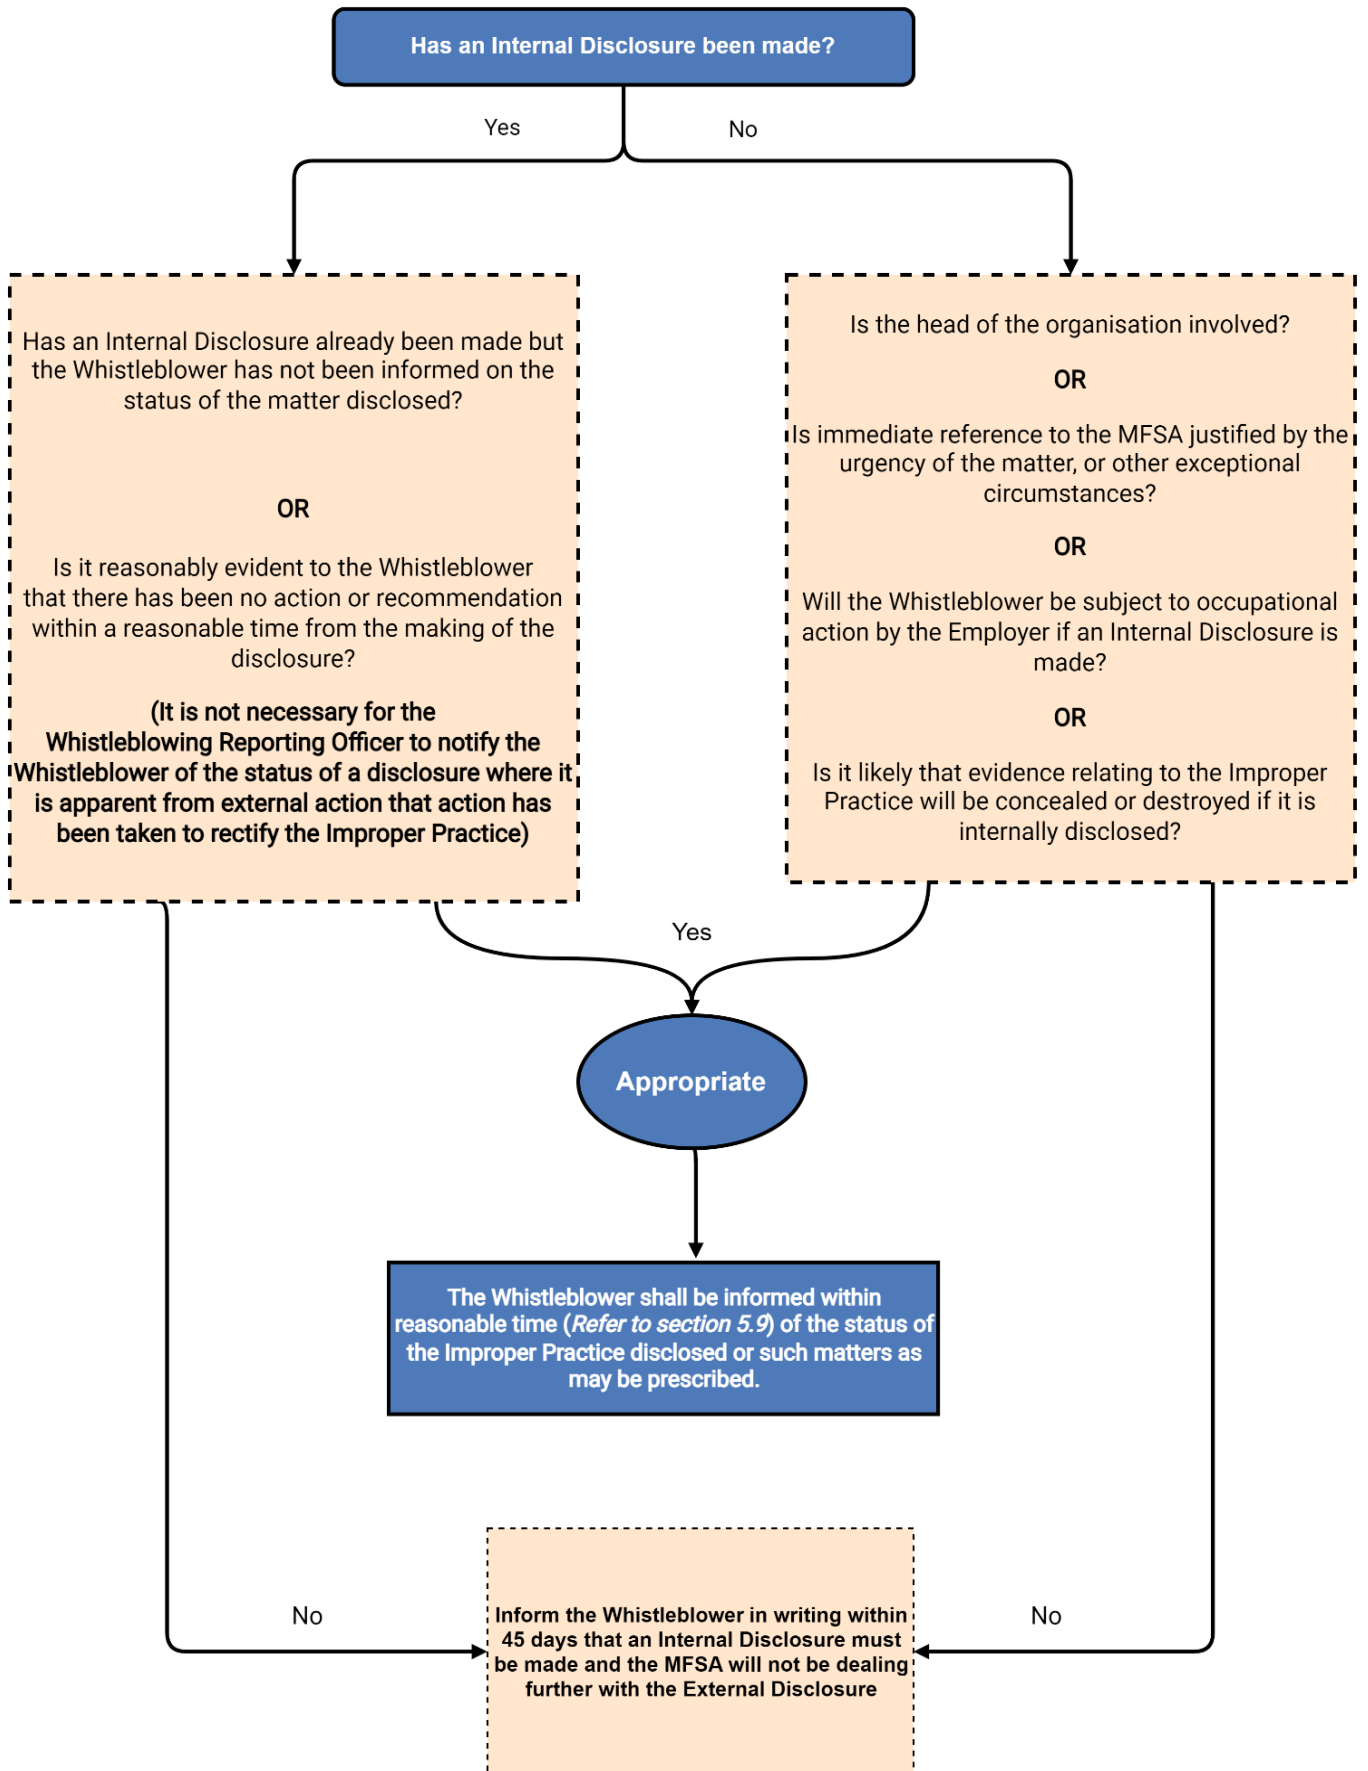 Has an Internal Disclosure been made?
Yes
No
Has an Internal Disclosure already been made but
the Whistleblower has not been informed on the
status of the matter disclosed?
OR
Is it reasonably evident to the Whistleblower
that there has been no action or recommendation
within a reasonable time from the making of the
disclosure?
(It is not necessary for the
Whistleblowing Reporting Officer to notify the
Whistleblower of the status of a disclosure where it
is apparent from external action that action has
been taken to rectify the Improper Practice)
Is the head of the organisation involved?
OR
Is immediate reference to the MFSA justified by the
urgency of the matter, or other exceptional
circumstances?
OR
Will the Whistleblower be subject to occupational
action by the Employer if an Internal Disclosure is
made?
OR
Is it likely that evidence relating to the Improper
Practice will be concealed or destroyed if it is
internally disclosed?
Yes
Appropriate
The Whistleblower shall be informed within
reasonable time (Refer to section 5.9) of the status of
the Improper Practice disclosed or such matters as
may be prescribed.
No
Inform the Whistleblower in writing within
45 days that an Internal Disclosure must
be made and the MFSA will not be dealing
further with the External Disclosure
No